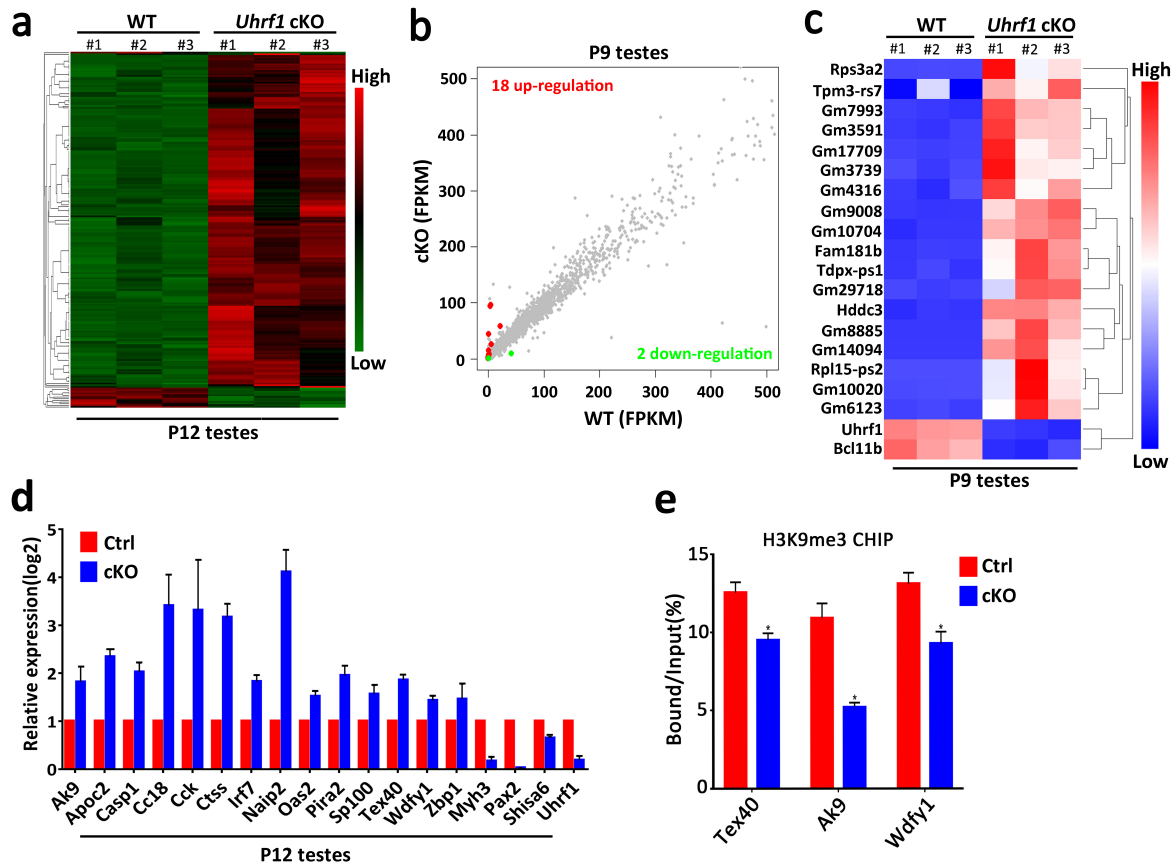 a
WT
Uhrf1 cKO
#1 #2 #3 #1 #2 #3
High
Low
P12 testes
b
P9 testes
18 up-regulation
2 down-regulation
cKO (FPKM)
500
400
300
200
100
0
0 100 200 300 400 500
WT (FPKM)
c
WT
Uhrf1 cKO
#1 #2 #3 #1 #2 #3
Rps3a2
Tpm3-rs7
Gm7993
Gm3591
Gm17709
Gm3739
Gm4316
Gm9008
Gm10704
Fam181b
Tdpx-ps1
Gm29718
Hddc3
Gm8885
Gm14094
Rpl15-ps2
Gm10020
Gm6123
Uhrf1
Bcl11b
High
Low
P9 testes
d
Relative expression(log2)
5
4
3
2
1
0
Ctrl
cKO
Ak9
Apoc2
Casp1
Cc18
Cck
Ctss
Irf7
Naip2
Oas2
Pira2
Sp100
Tex40
Wdfy1
Zbp1
Myh3
Pax2
Shisa6
Uhrf1
P12 testes
e
H3K9me3 CHIP
Bound/Input(%)
15
10
5
0
Ctrl
cKO
*
*
*
Tex40
Ak9
Wdfy1